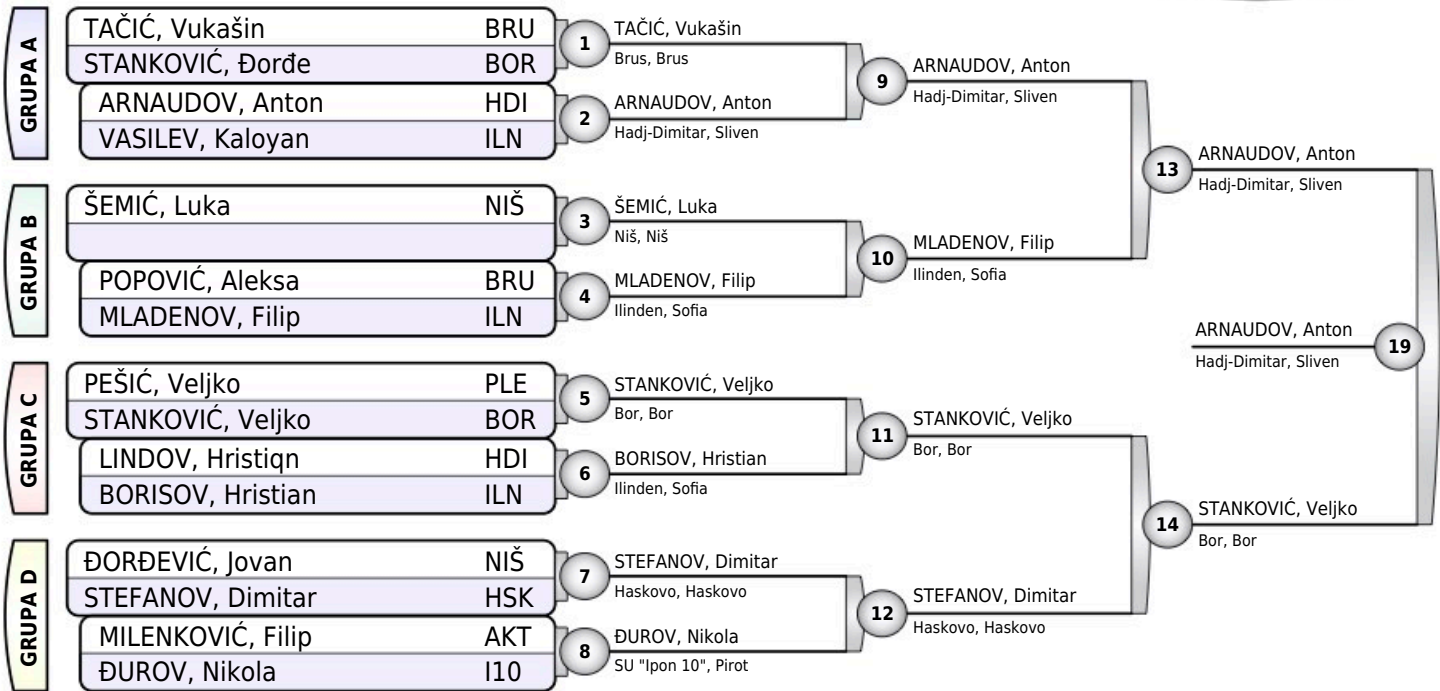 GRUPA A
TAČIĆ, Vukašin BRU
STANKOVIĆ, Đorđe BOR
ARNAUDOV, Anton HDI
VASILEV, Kaloyan ILN
1
TAČIĆ, Vukašin
Brus, Brus
2
ARNAUDOV, Anton
Hadj-Dimitar, Sliven
9
ARNAUDOV, Anton
Hadj-Dimitar, Sliven
GRUPA B
ŠEMIĆ, Luka NIŠ
POPOVIĆ, Aleksa BRU
MLADENOV, Filip ILN
3
ŠEMIĆ, Luka
Niš, Niš
4
MLADENOV, Filip
Ilinden, Sofia
10
MLADENOV, Filip
Ilinden, Sofia
13
ARNAUDOV, Anton
Hadj-Dimitar, Sliven
GRUPA C
PEŠIĆ, Veljko PLE
STANKOVIĆ, Veljko BOR
LINDOV, Hristiqn HDI
BORISOV, Hristian ILN
5
STANKOVIĆ, Veljko
Bor, Bor
6
BORISOV, Hristian
Ilinden, Sofia
11
STANKOVIĆ, Veljko
Bor, Bor
GRUPA D
ĐORĐEVIĆ, Jovan NIŠ
STEFANOV, Dimitar HSK
MILENKOVIĆ, Filip AKT
ĐUROV, Nikola I10
7
STEFANOV, Dimitar
Haskovo, Haskovo
8
ĐUROV, Nikola
SU "Ipon 10", Pirot
12
STEFANOV, Dimitar
Haskovo, Haskovo
14
STANKOVIĆ, Veljko
Bor, Bor
ARNAUDOV, Anton
Hadj-Dimitar, Sliven
19